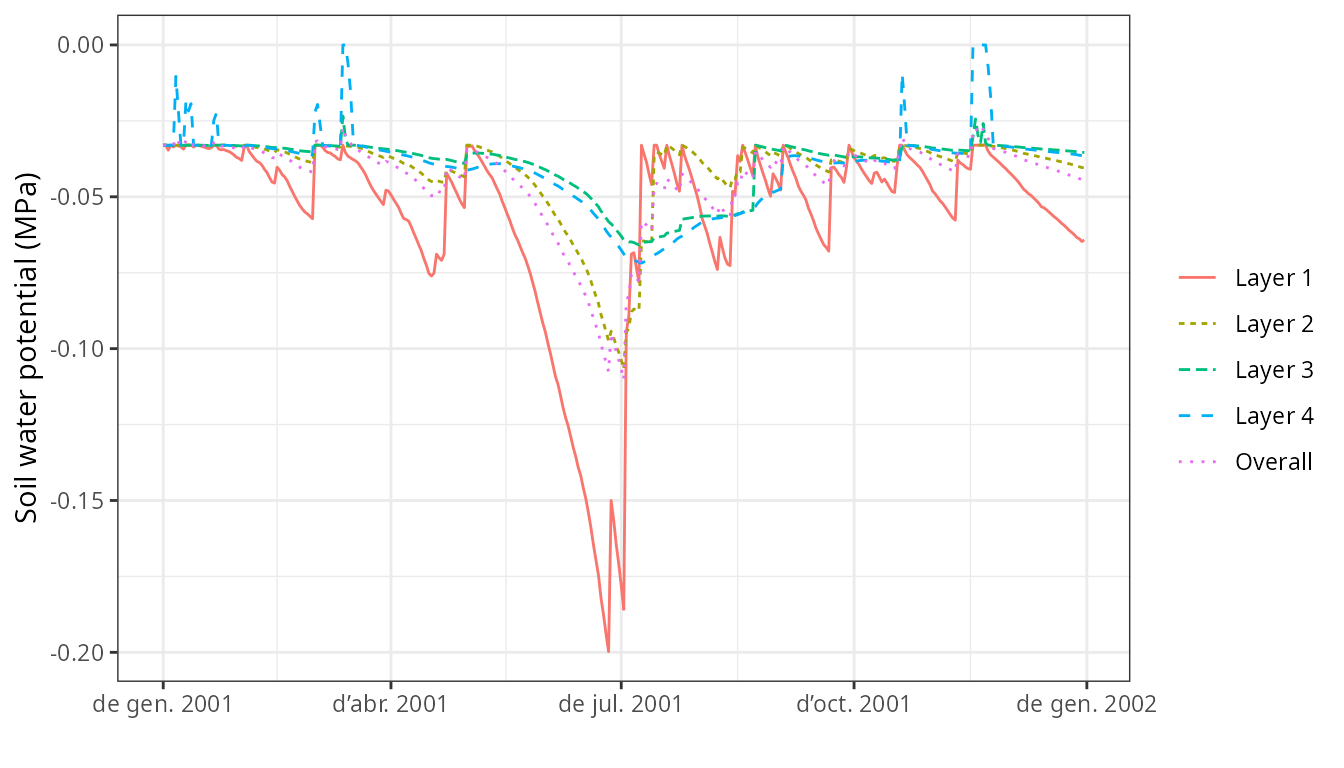 Soil water potential (MPa)
0.00
-0.05
-0.10
-0.15
-0.20
de gen. 2001
d’abr. 2001
de jul. 2001
d’oct. 2001
de gen. 2002
Layer 1
Layer 2
Layer 3
Layer 4
Overall